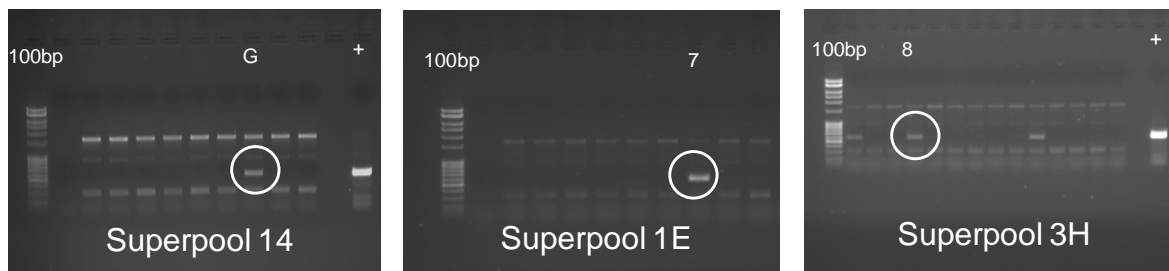 100bp
G
+
Superpool 14
100bp
7
Superpool 1E
100bp
8
+
Superpool 3H